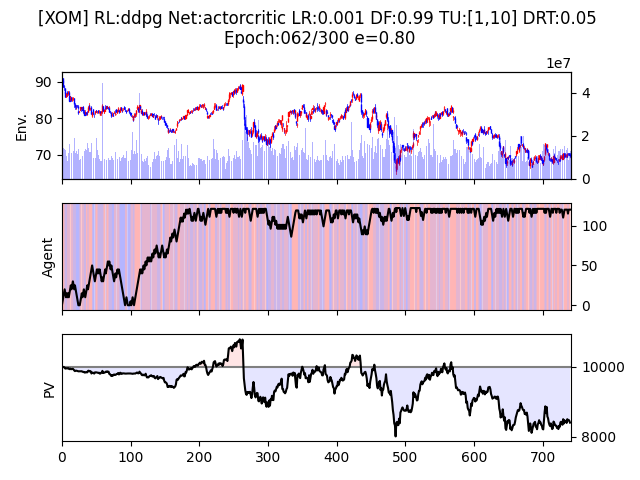 [XOM] RL:ddpg Net:actorcritic LR:0.001 DF:0.99 TU:[1,10] DRT:0.05
Epoch:062/300 e=0.80
1e7
90
80
70
Env.
4
2
0
Agent
100
50
0
PV
10000
8000
0 100 200 300 400 500 600 700